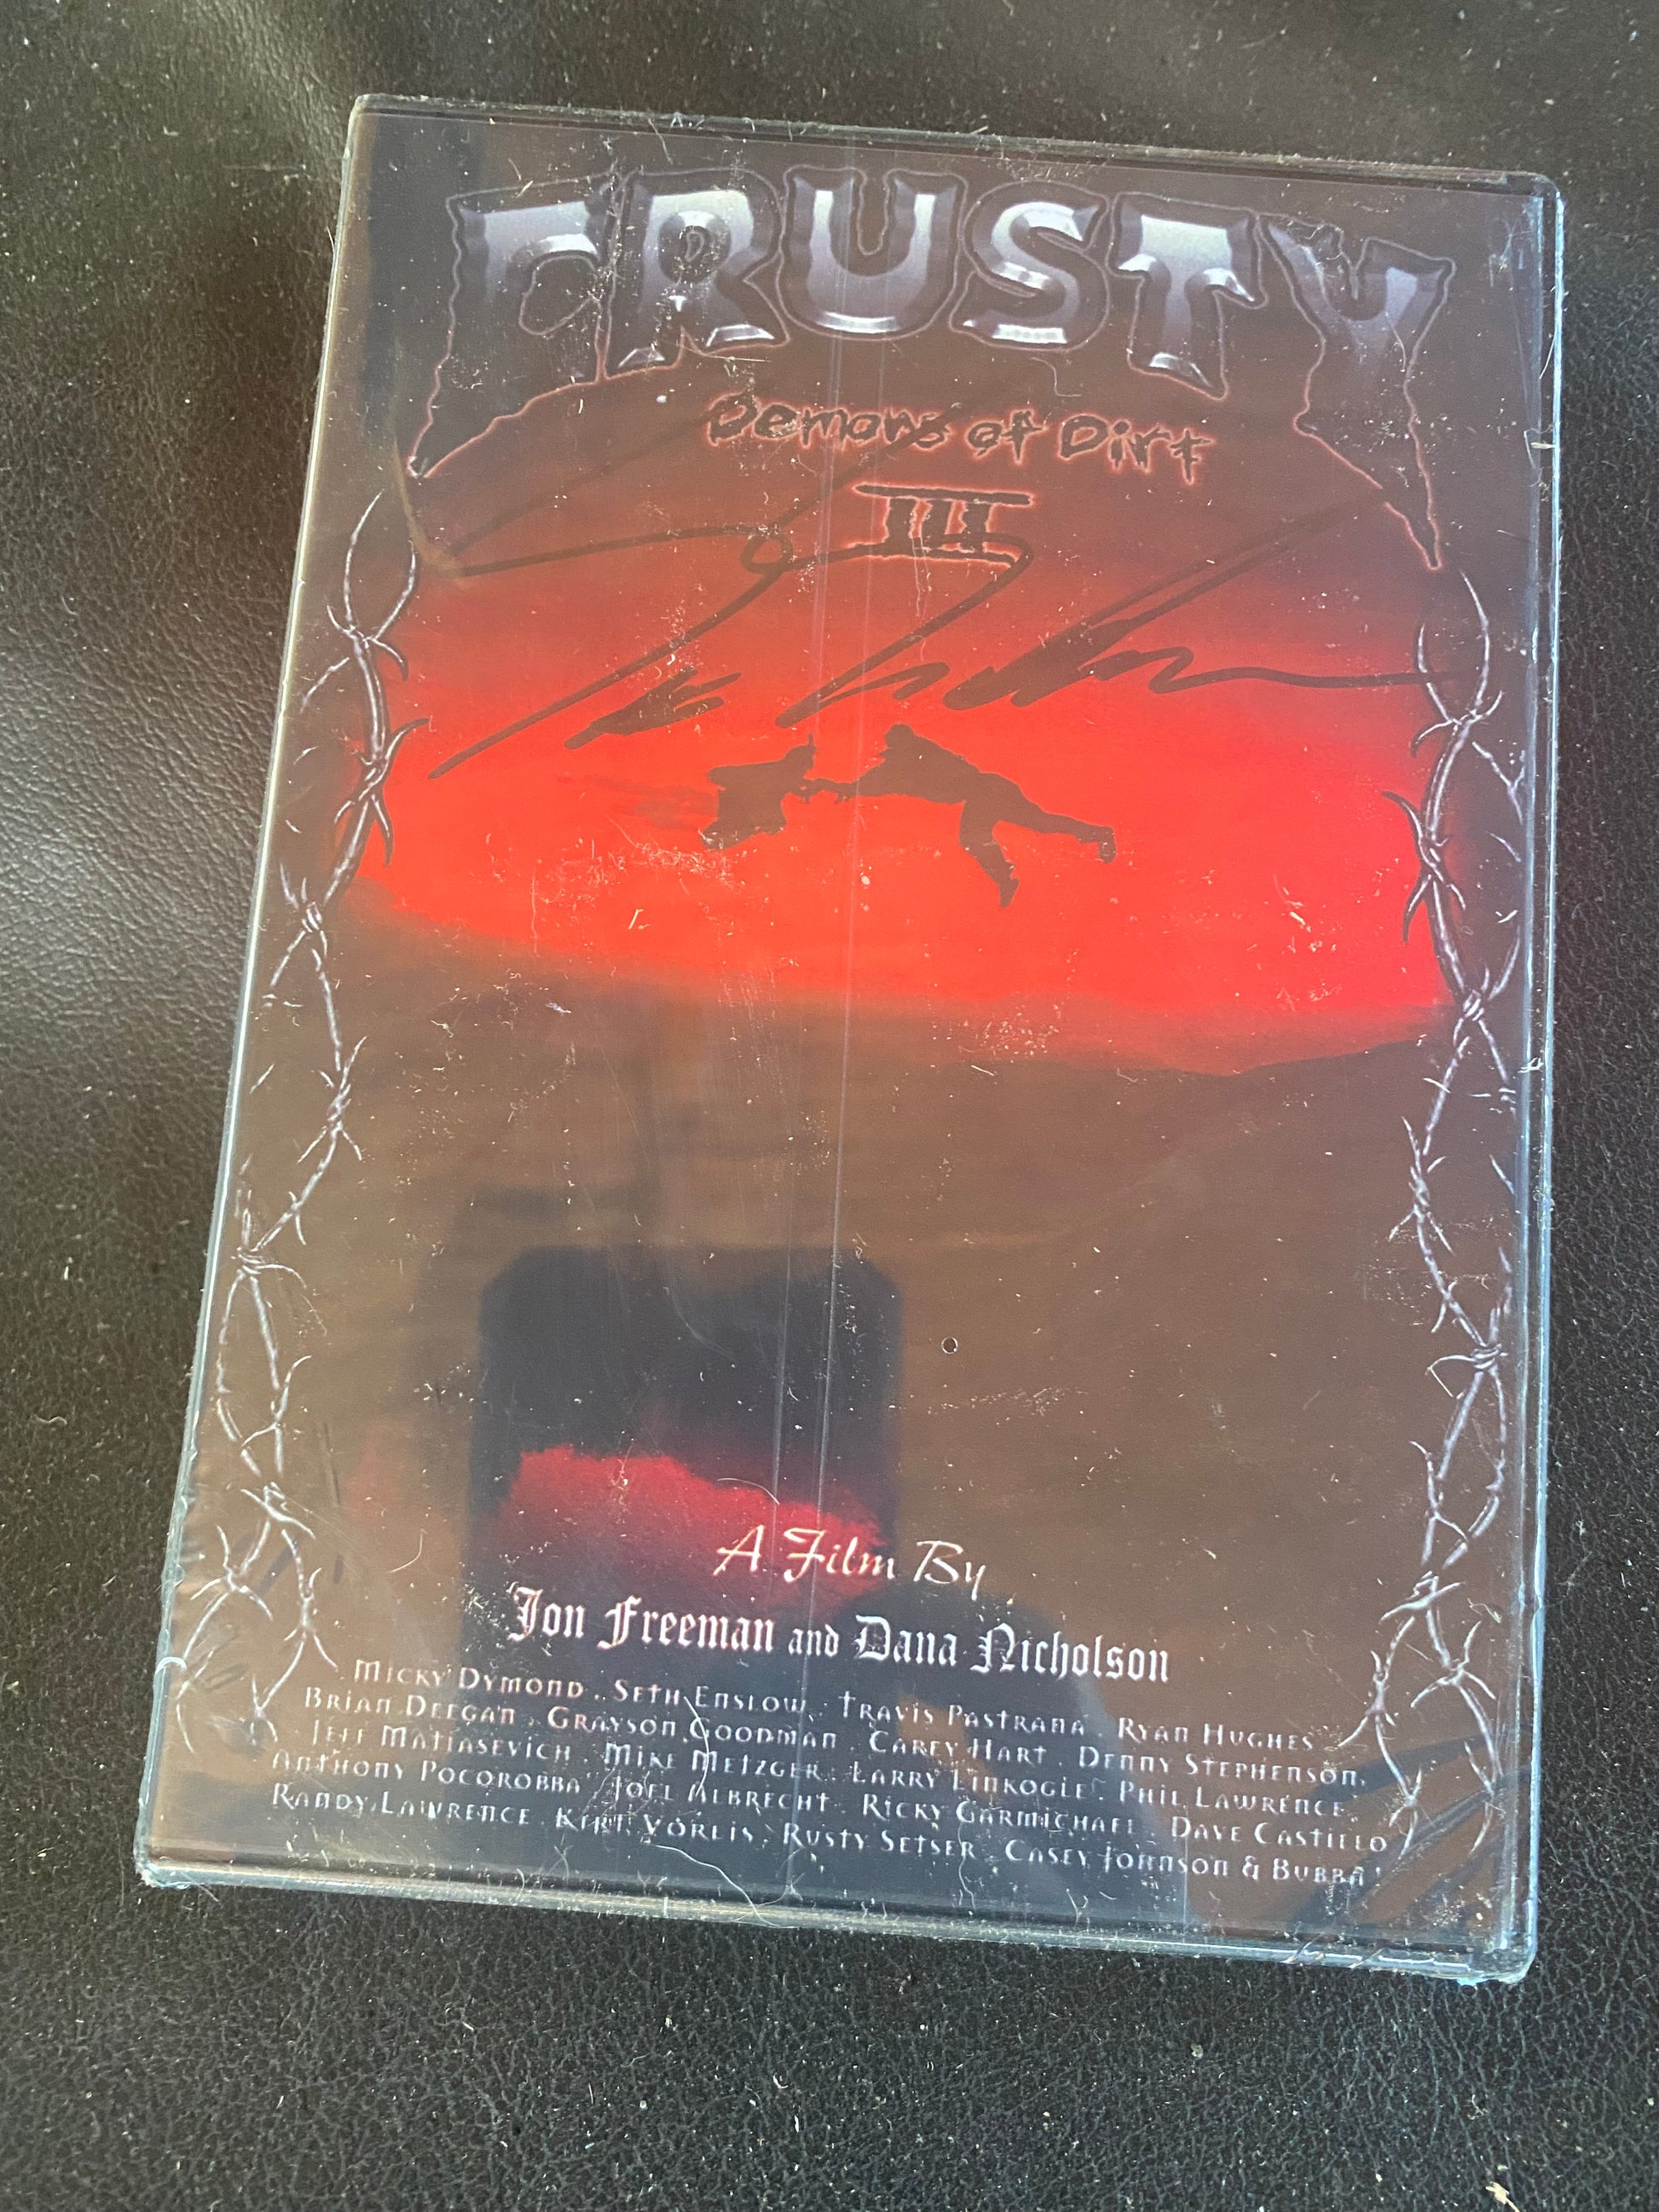 CRUSTY
Demons of Dirt
III
A Film By
Jon Freeman and Dana Nicholson
Micky Dymond . Seth Enslow . Travis Pastrana . Ryan Hughes
Brian Deegan . Grayson Goodman . Carey Hart . Denny Stephenson,
Jeff Matiasevich . Mike Metzger . Larry Linkogle . Phil Lawrence
Anthony Pocorobba . Joel Albrecht . Ricky Carmichael . Dave Castillo
Randy Lawrence . Kirt Vorlis . Rusty Setser . Casey Johnson & Bubba!